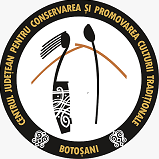 CENTRUL JUDEȚEAN PENTRU CONSERVAREA ȘI PROMOVAREA CULTURII TRADIȚIONALE
BOTOȘANI